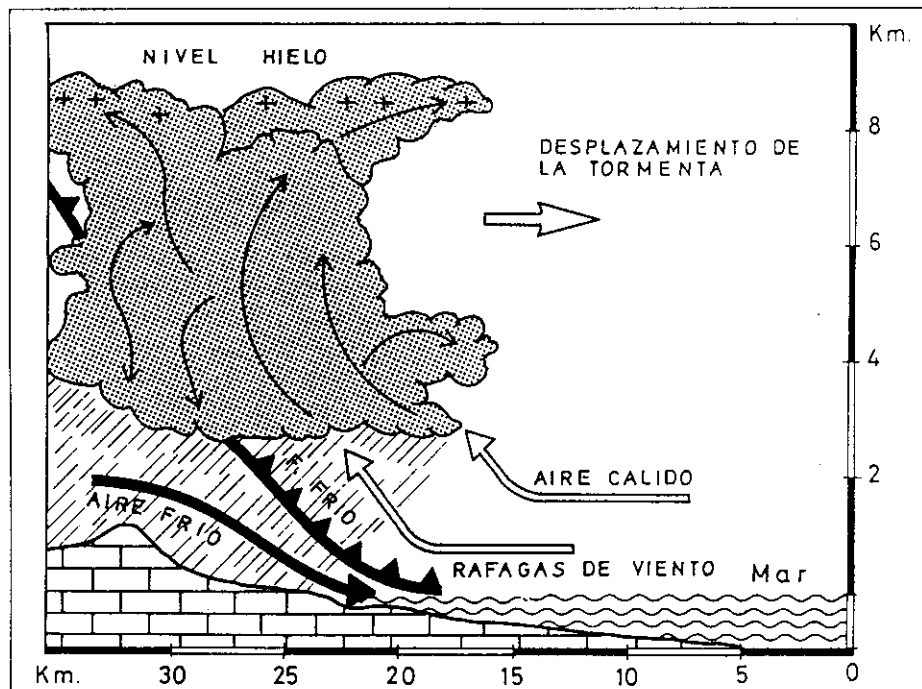 Km.
NIVEL HIELO
8
DESPLAZAMIENTO DE
LA TORMENTA
6
4
AIRE CALIDO
2
F. FRIO
AIRE FRIO
RAFAGAS DE VIENTO
Mar
Km. 30 25 20 15 10 5 0